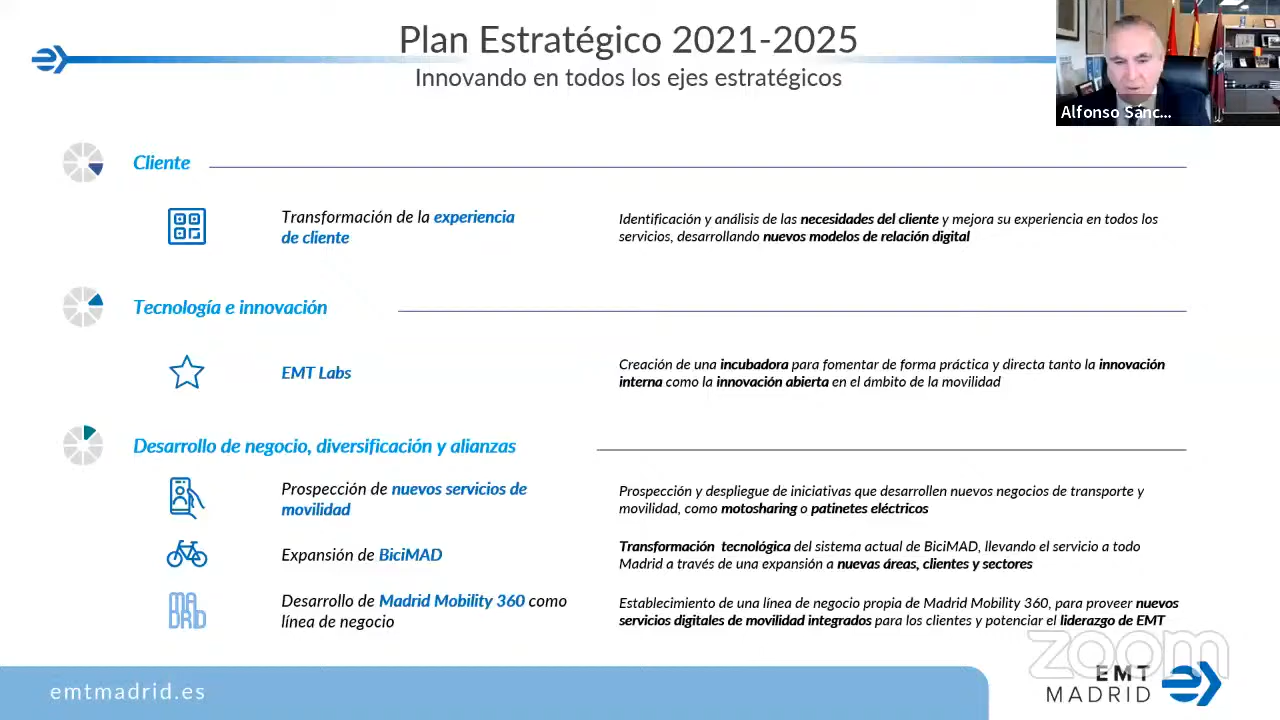 Plan Estratégico 2021-2025
Innovando en todos los ejes estratégicos
Alfonso Sánc...
Cliente
Transformación de la experiencia
de cliente
Identificación y análisis de las necesidades del cliente y mejora su experiencia en todos los
servicios, desarrollando nuevos modelos de relación digital
Tecnología e innovación
EMT Labs
Creación de una incubadora para fomentar de forma práctica y directa tanto la innovación
interna como la innovación abierta en el ámbito de la movilidad
Desarrollo de negocio, diversificación y alianzas
Prospección de nuevos servicios de
movilidad
Prospección y despliegue de iniciativas que desarrollen nuevos negocios de transporte y
movilidad, como motosharing o patinetes eléctricos
Expansión de BiciMAD
Transformación tecnológica del sistema actual de BiciMAD, llevando el servicio a todo
Madrid a través de una expansión a nuevas áreas, clientes y sectores
MADRID
Desarrollo de Madrid Mobility 360 como
línea de negocio
Establecimiento de una línea de negocio propia de Madrid Mobility 360, para proveer nuevos
servicios digitales de movilidad integrados para los clientes y potenciar el liderazgo de EMT
zoom
emtmadrid.es
EMT
MADRID